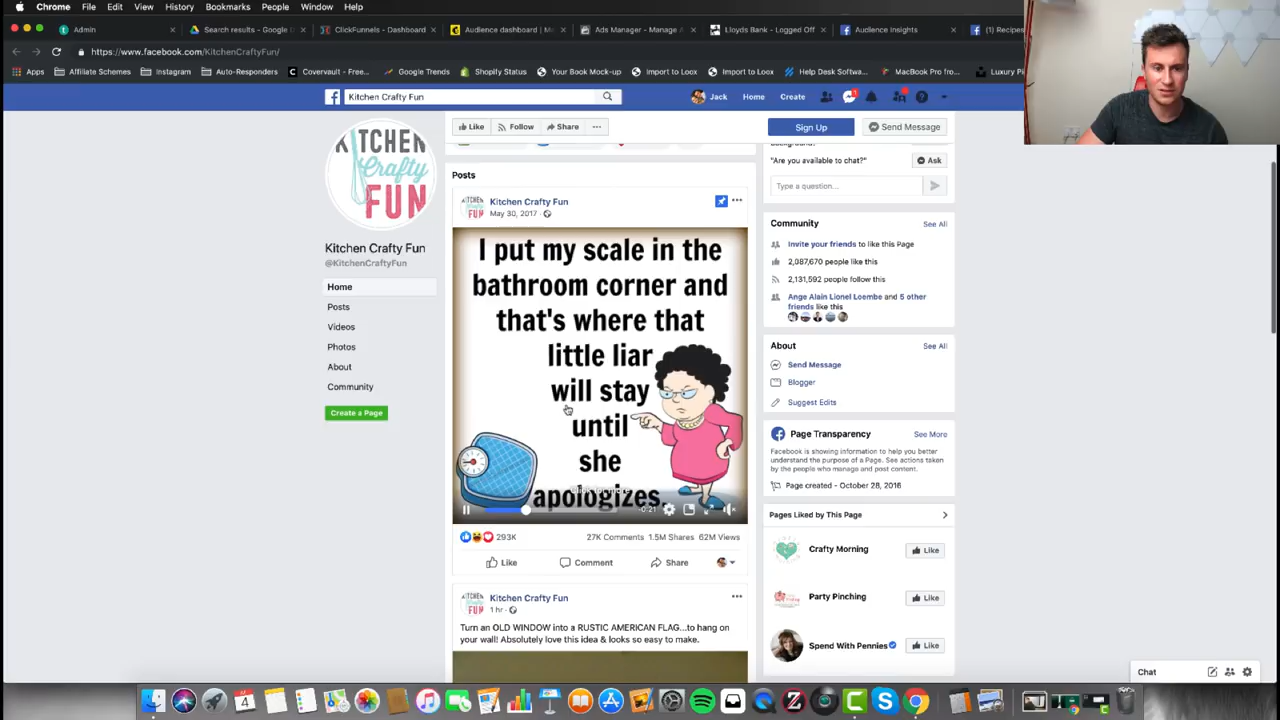 Chrome File Edit View History Bookmarks People Window Help
Admin
Search results - Google D
ClickFunnels - Dashboard
Audience dashboard | M
Ads Manager - Manage A
Lloyds Bank - Logged Off
Audience Insights
(1) Recipes
https://www.facebook.com/KitchenCraftyFun/
Apps Affiliate Schemes Instagram Auto-Responders Covervault - Free... Google Trends Shopify Status Your Book Mock-up Import to Loox Import to Loox Help Desk Softwa... MacBook Pro fro... Luxury
Kitchen Crafty Fun
Jack Home Create
Like Follow Share ...
Sign Up
Send Message
KITCHEN
Crafty
FUN
Kitchen Crafty Fun
@KitchenCraftyFun
Home
Posts
Videos
Photos
About
Community
Create a Page
Posts
Kitchen Crafty Fun
May 30, 2017
I put my scale in the
bathroom corner and
that's where that
little liar
will stay
until
she
apologizes.
-0:21
293K
27K Comments 1.5M Shares 62M Views
Like Comment Share
Kitchen Crafty Fun
1 hr
Turn an OLD WINDOW into a RUSTIC AMERICAN FLAG...to hang on
your wall! Absolutely love this idea & looks so easy to make.
"Are you available to chat?"
Ask
Type a question...
Community
See All
Invite your friends to like this Page
2,087,670 people like this
2,131,592 people follow this
Ange Alain Lionel Loembe and 5 other
friends like this
About
See All
Send Message
Blogger
Suggest Edits
Page Transparency
See More
Facebook is showing information to help you better
understand the purpose of a Page. See actions taken
by the people who manage and post content.
Page created - October 28, 2016
Pages Liked by This Page
Crafty Morning
Like
Party Pinching
Like
Spend With Pennies
Like
Chat